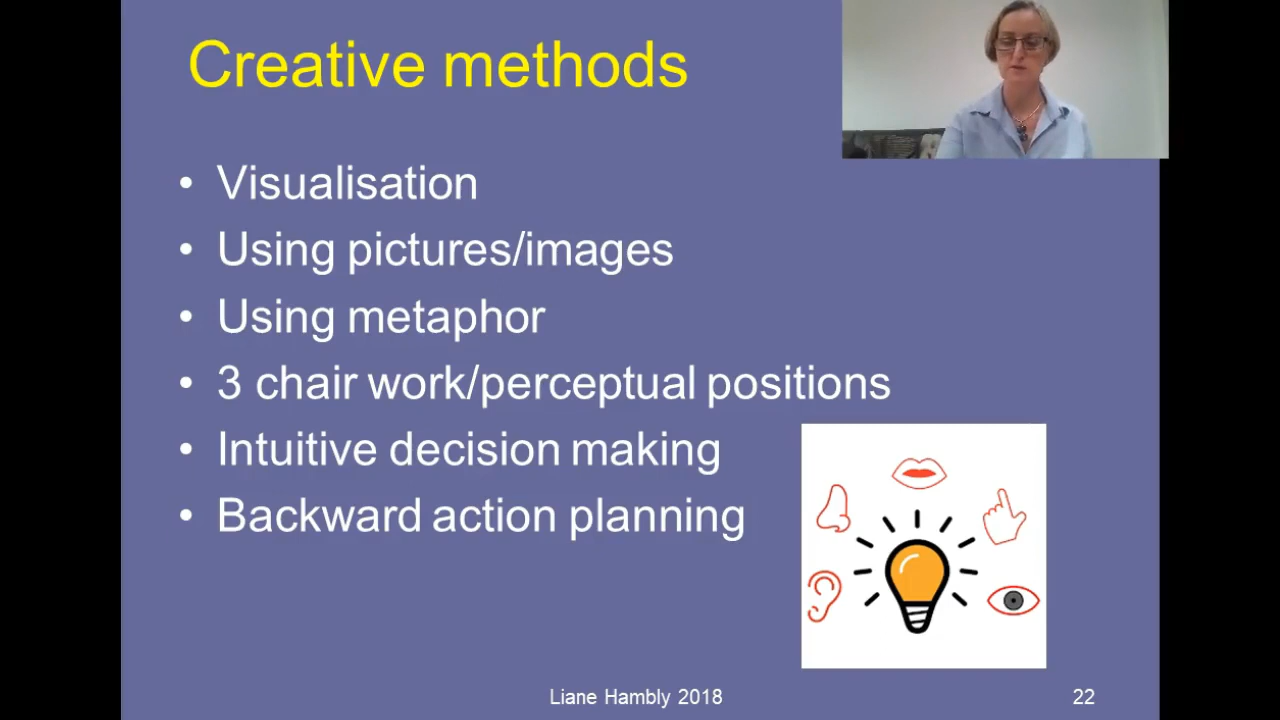 Creative methods
• Visualisation
• Using pictures/images
• Using metaphor
• 3 chair work/perceptual positions
• Intuitive decision making
• Backward action planning
Liane Hambly 2018
22